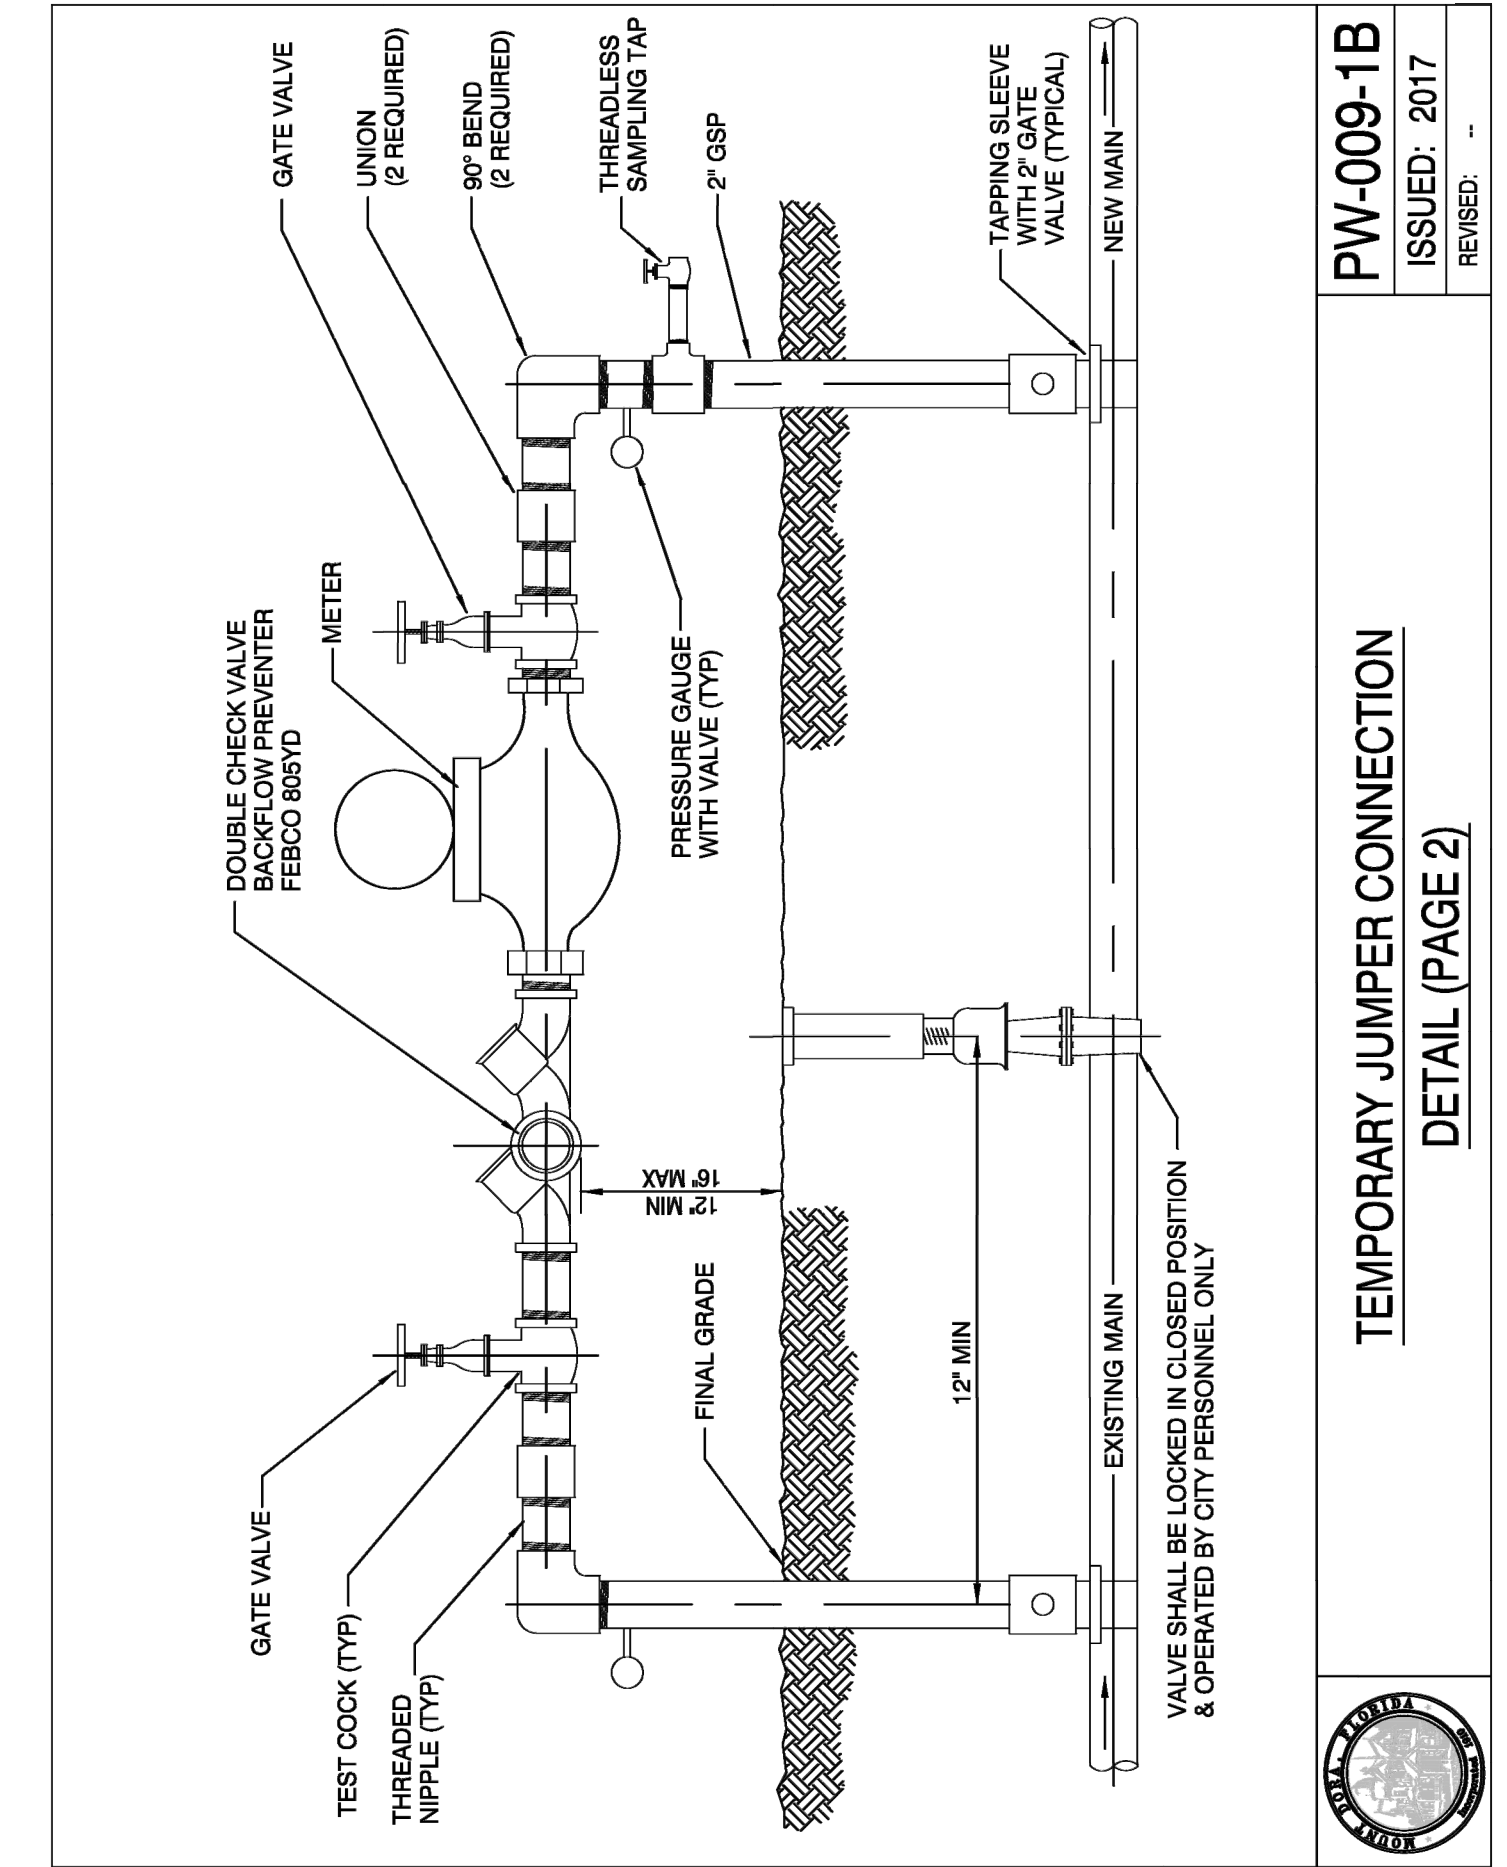 GATE VALVE
TEST COCK (TYP)
THREADED
NIPPLE (TYP)
DOUBLE CHECK VALVE
BACKFLOW PREVENTER
FEBCO 805YD
METER
GATE VALVE
UNION
(2 REQUIRED)
90° BEND
(2 REQUIRED)
THREADLESS
SAMPLING TAP
2" GSP
PRESSURE GAUGE
WITH VALVE (TYP)
12" MIN
16" MAX
FINAL GRADE
12" MIN
TAPPING SLEEVE
WITH 2" GATE
VALVE (TYPICAL)
EXISTING MAIN
NEW MAIN
VALVE SHALL BE LOCKED IN CLOSED POSITION
& OPERATED BY CITY PERSONNEL ONLY
MOUNT DORA, FLORIDA
Incorporated 1910
TEMPORARY JUMPER CONNECTION
DETAIL (PAGE 2)
PW-009-1B
ISSUED: 2017
REVISED: --